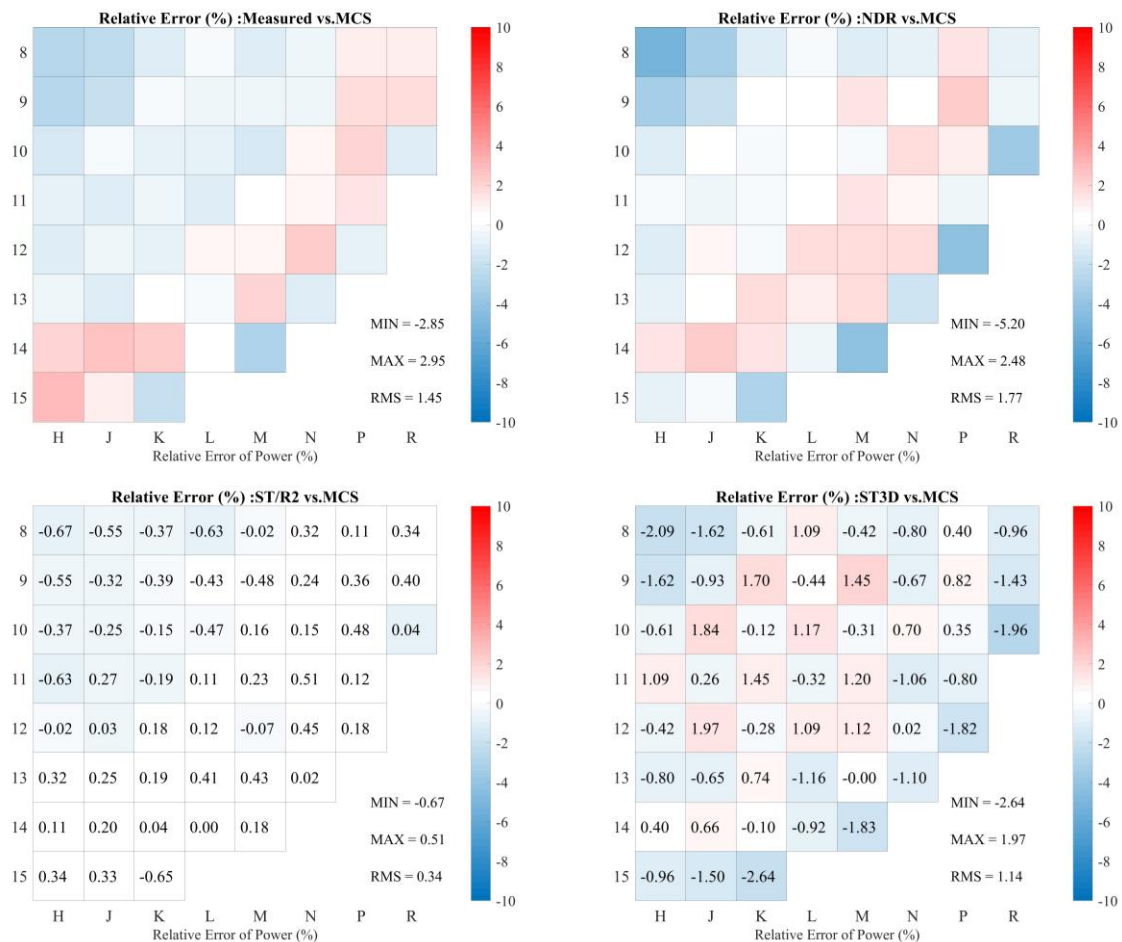 Relative Error (%) :Measured vs.MCS
8
9
10
11
12
13
14
15
H J K L M N P R
Relative Error of Power (%)
MIN = -2.85
MAX = 2.95
RMS = 1.45
10
8
6
4
2
0
-2
-4
-6
-8
-10
Relative Error (%) :NDR vs.MCS
8
9
10
11
12
13
14
15
H J K L M N P R
Relative Error of Power (%)
MIN = -5.20
MAX = 2.48
RMS = 1.77
10
8
6
4
2
0
-2
-4
-6
-8
-10
Relative Error (%) :ST/R2 vs.MCS
8 -0.67 -0.55 -0.37 -0.63 -0.02 0.32 0.11 0.34
9 -0.55 -0.32 -0.39 -0.43 -0.48 0.24 0.36 0.40
10 -0.37 -0.25 -0.15 -0.47 0.16 0.15 0.48 0.04
11 -0.63 0.27 -0.19 0.11 0.23 0.51 0.12
12 -0.02 0.03 0.18 0.12 -0.07 0.45 0.18
13 0.32 0.25 0.19 0.41 0.43 0.02
14 0.11 0.20 0.04 0.00 0.18
15 0.34 0.33 -0.65
H J K L M N P R
Relative Error of Power (%)
MIN = -0.67
MAX = 0.51
RMS = 0.34
10
8
6
4
2
0
-2
-4
-6
-8
-10
Relative Error (%) :ST3D vs.MCS
8 -2.09 -1.62 -0.61 1.09 -0.42 -0.80 0.40 -0.96
9 -1.62 -0.93 1.70 -0.44 1.45 -0.67 0.82 -1.43
10 -0.61 1.84 -0.12 1.17 -0.31 0.70 0.35 -1.96
11 1.09 0.26 1.45 -0.32 1.20 -1.06 -0.80
12 -0.42 1.97 -0.28 1.09 1.12 0.02 -1.82
13 -0.80 -0.65 0.74 -1.16 -0.00 -1.10
14 0.40 0.66 -0.10 -0.92 -1.83
15 -0.96 -1.50 -2.64
H J K L M N P R
Relative Error of Power (%)
MIN = -2.64
MAX = 1.97
RMS = 1.14
10
8
6
4
2
0
-2
-4
-6
-8
-10